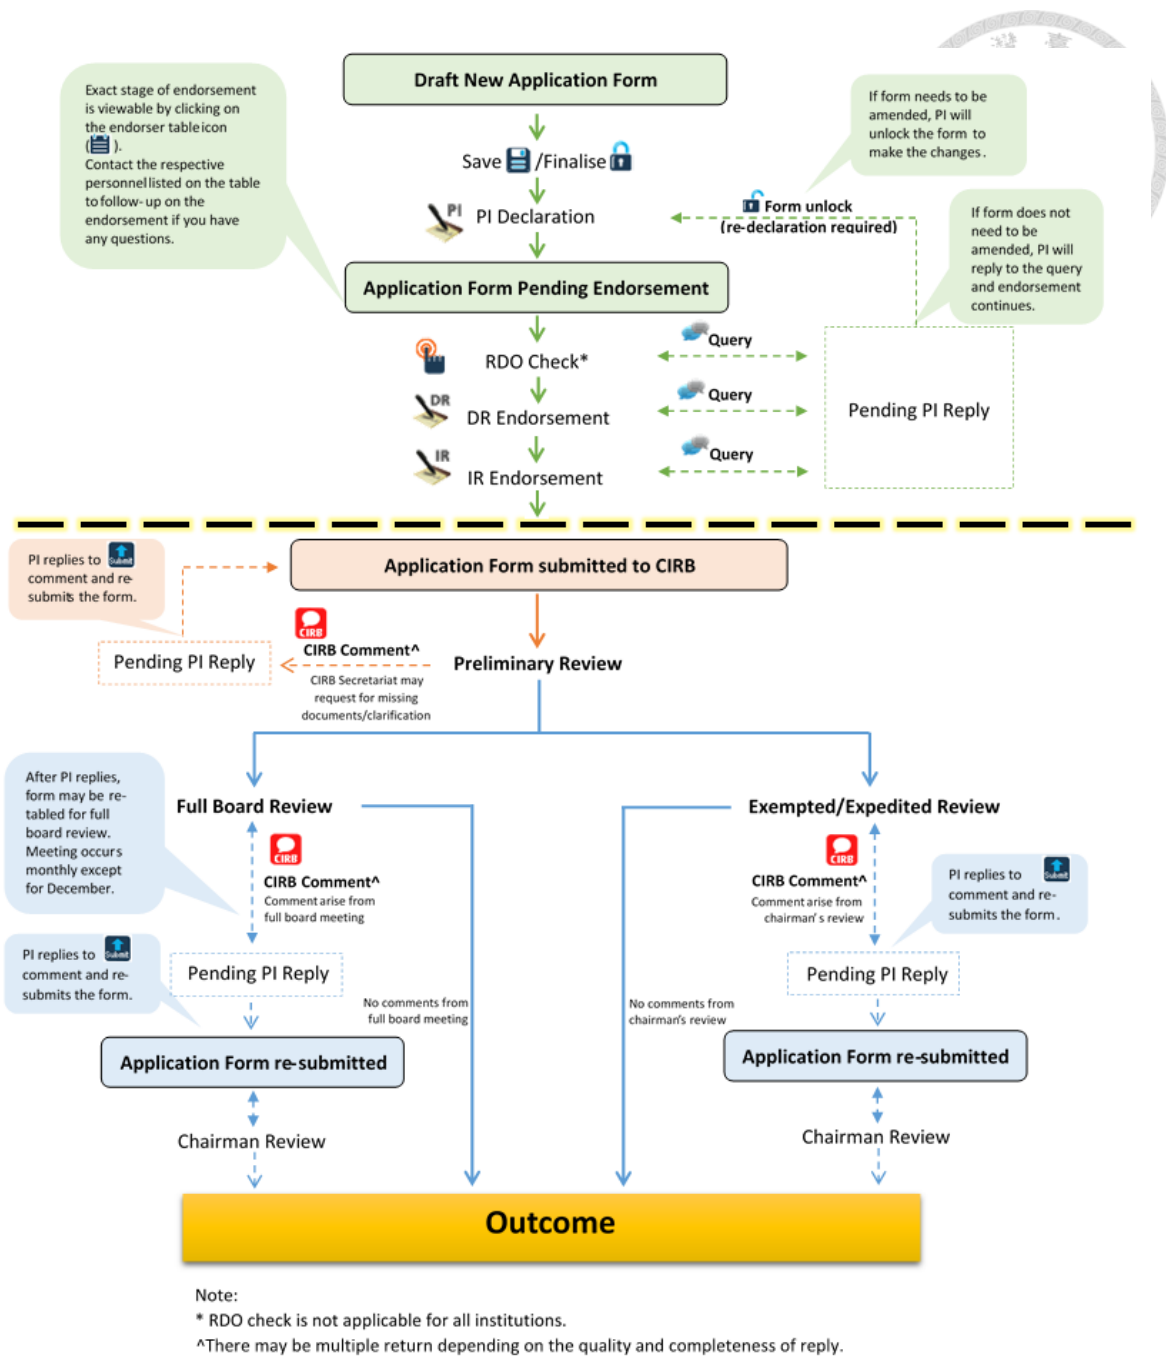 Draft New Application Form
Exact stage of endorsement
is viewable by clicking on
the endorser table icon
( ).
Contact the respective
personnel listed on the table
to follow-up on the
endorsement if you have
any questions.
If form needs to be
amended, PI will
unlock the form to
make the changes.
Save /Finalise
PI
PI Declaration
Form unlock
(re-declaration required)
If form does not
need to be
amended, PI will
reply to the query
and endorsement
continues.
Application Form Pending Endorsement
RDO Check*
Query
DR
DR Endorsement
Query
Pending PI Reply
IR
IR Endorsement
Query
PI replies to Submit
comment and re-
submits the form.
Application Form submitted to CIRB
CIRB
CIRB Comment^
Pending PI Reply
Preliminary Review
CIRB Secretariat may
request for missing
documents/clarification
After PI replies,
form may be re-
tabled for full
board review.
Meeting occurs
monthly except
for December.
Full Board Review
Exempted/Expedited Review
CIRB
CIRB Comment^
Comment arise from
full board meeting
CIRB
CIRB Comment^
Comment arise from
chairman's review
PI replies to Submit
comment and re-
submits the form.
PI replies to Submit
comment and re-
submits the form.
Pending PI Reply
Pending PI Reply
No comments from
full board meeting
No comments from
chairman's review
Application Form re-submitted
Application Form re-submitted
Chairman Review
Chairman Review
Outcome
Note:
* RDO check is not applicable for all institutions.
^There may be multiple return depending on the quality and completeness of reply.